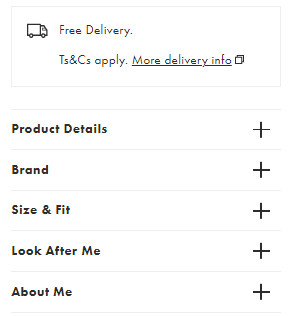 Free Delivery.
Ts&Cs apply. More delivery info
Product Details
Brand
Size & Fit
Look After Me
About Me